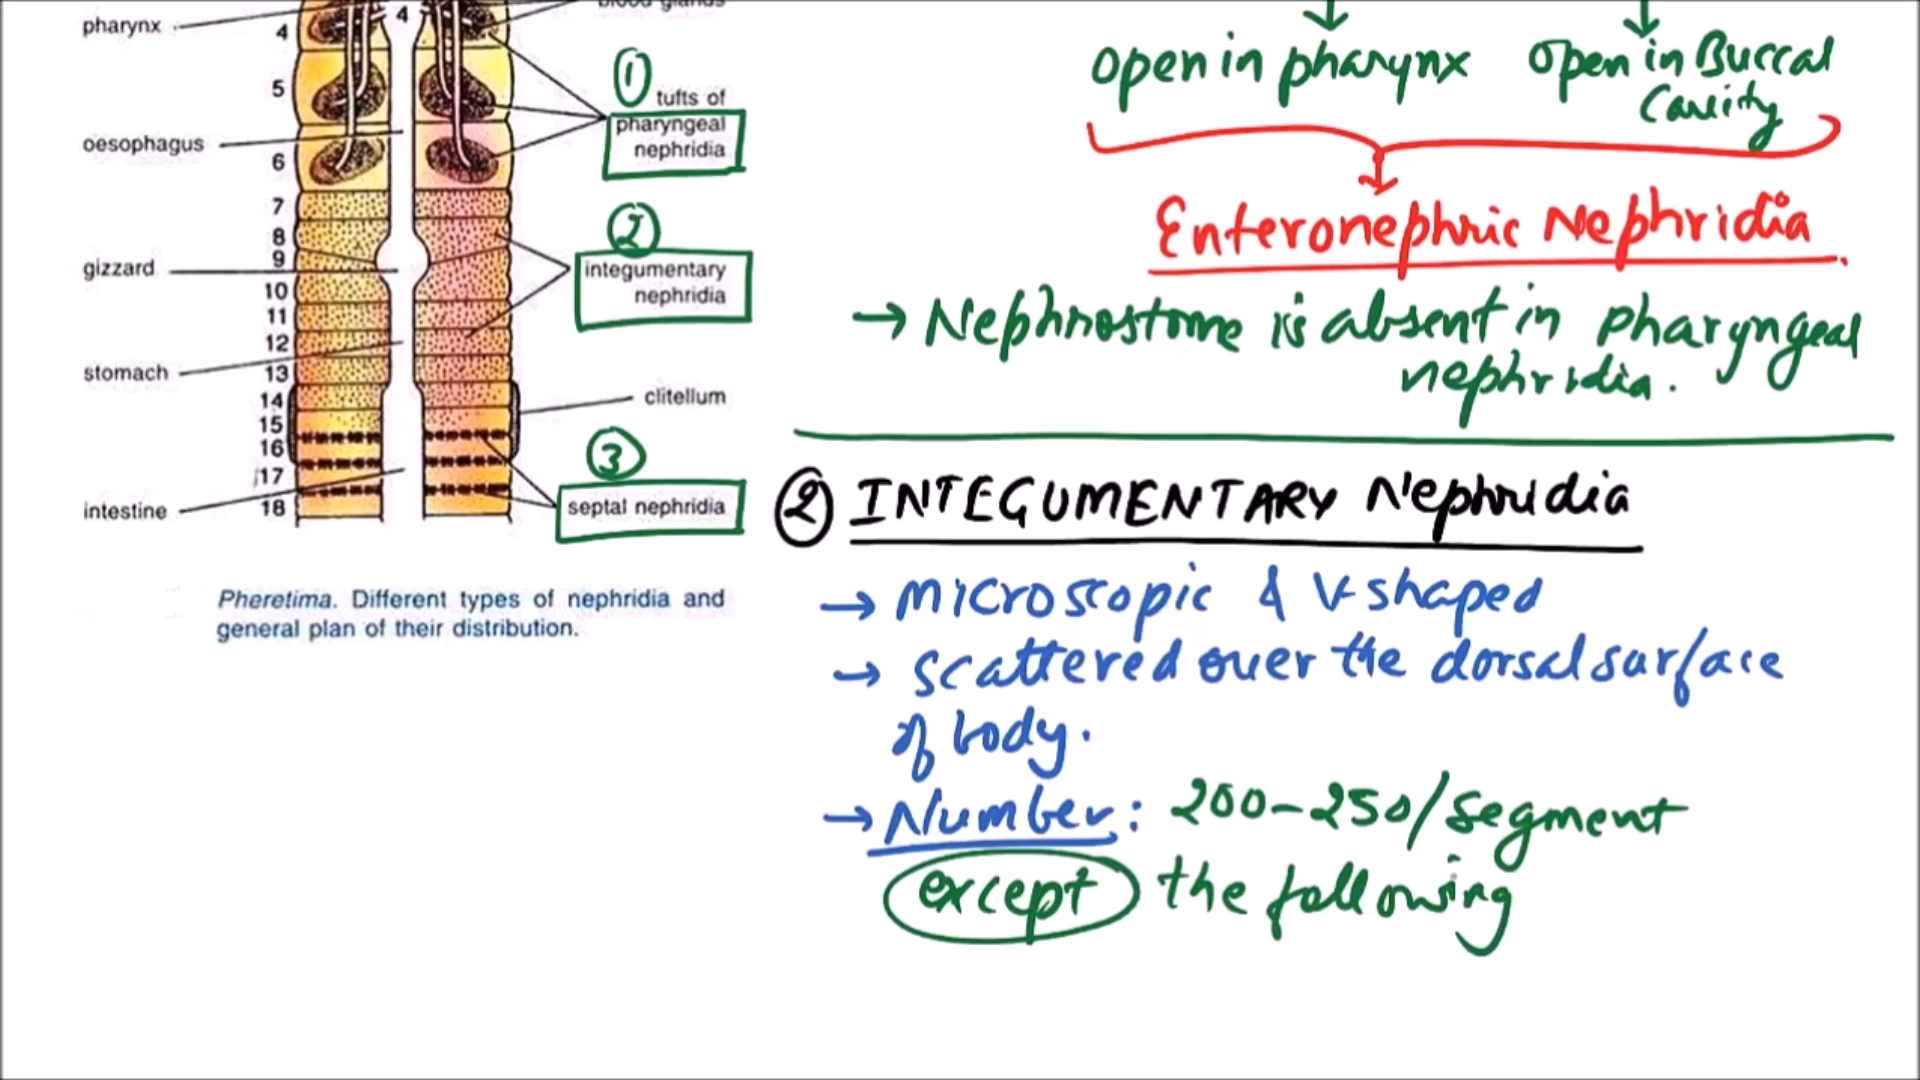 pharynx
4
4
blood glands
5
1
tufts of
pharyngeal
nephridia
oesophagus
6
7
2
8
9
gizzard
integumentary
nephridia
10
11
12
stomach
13
14
clitellum
15
16
3
17
intestine
18
septal nephridia
Pheretima. Different types of nephridia and
general plan of their distribution.
open in pharynx
open in Buccal
Cavity
Enteronephric Nephridia.
→ Nephrostome is absent in pharyngeal
nephridia.
2 INTEGUMENTARY Nephridia
→ microscopic & V-shaped
→ scattered over the dorsal surface
of body.
→ Number: 200-250/segment
except the following